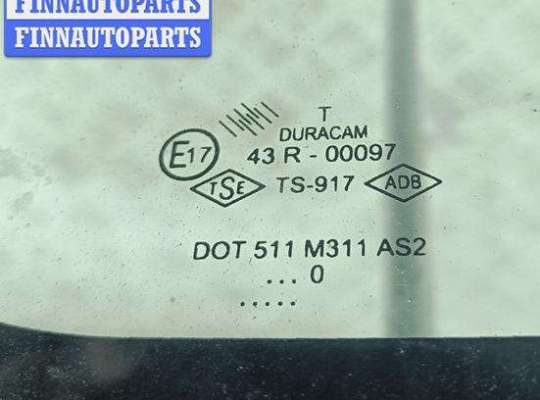 FINNAUTOPARTS
FINNAUTOPARTS
T
DURACAM
E17
43 R - 00097
TSE TS-917 ADB
DOT 511 M311 AS2
... 0
.....